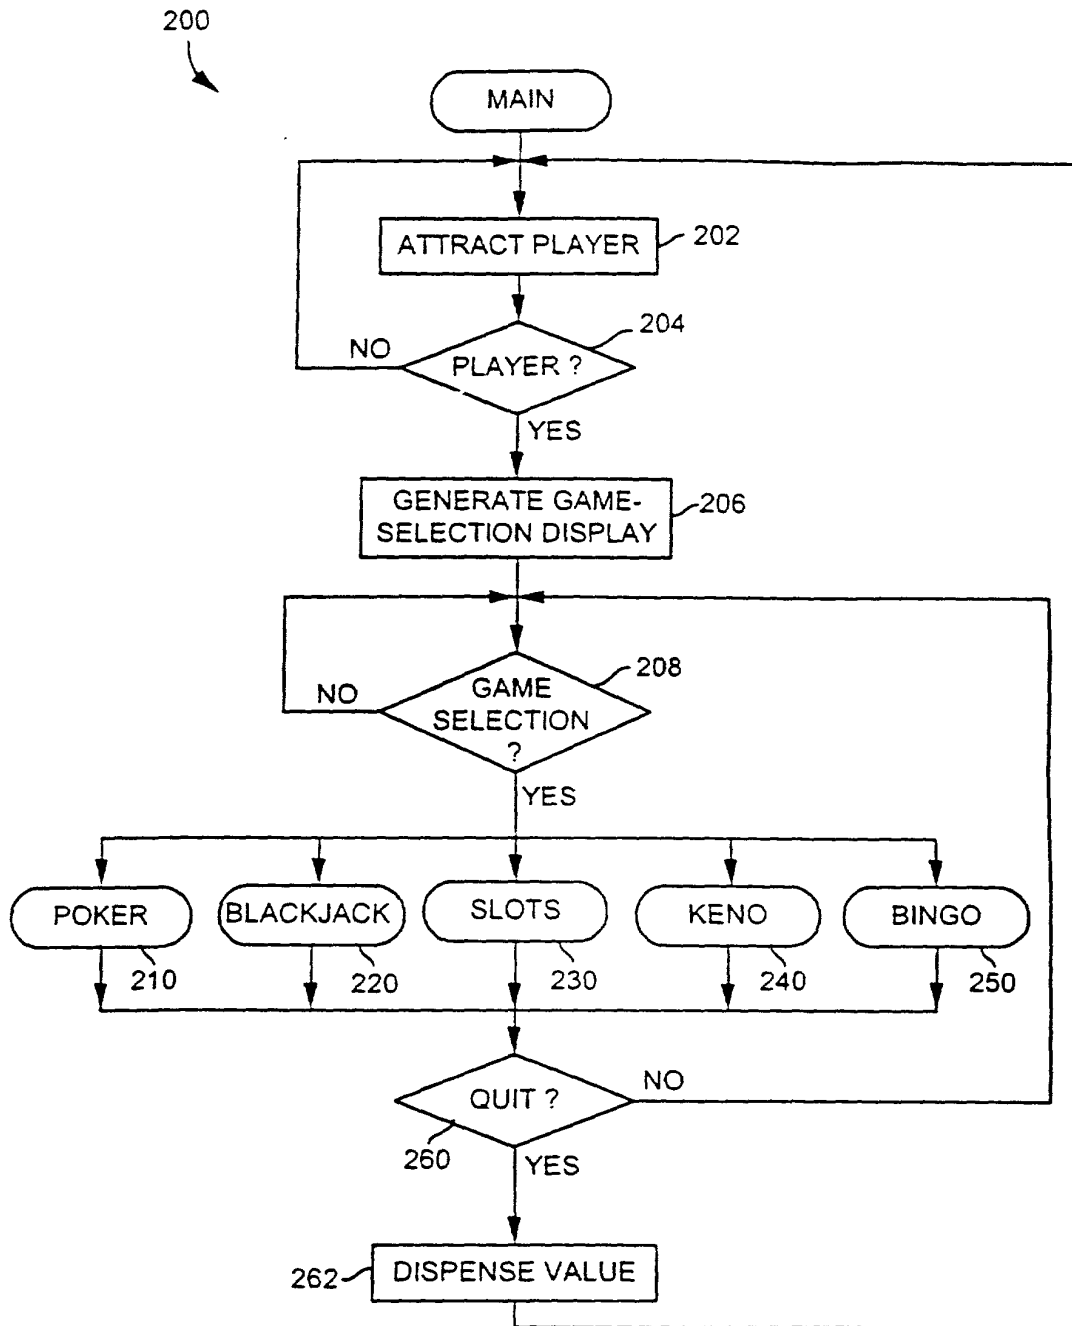 200
MAIN
ATTRACT PLAYER
202
204
NO
PLAYER ?
YES
GENERATE GAME-
SELECTION DISPLAY
206
208
NO
GAME
SELECTION
?
YES
POKER
BLACKJACK
SLOTS
KENO
BINGO
210
220
230
240
250
QUIT ?
NO
260
YES
262
DISPENSE VALUE